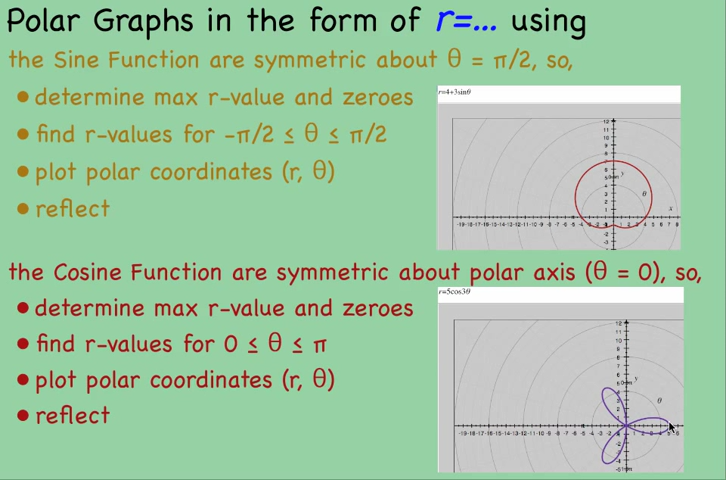 Polar Graphs in the form of r=... using
the Sine Function are symmetric about θ = π/2, so,
• determine max r-value and zeroes
• find r-values for -π/2 ≤ θ ≤ π/2
• plot polar coordinates (r, θ)
• reflect
r=4+3sinθ
the Cosine Function are symmetric about polar axis (θ = 0), so,
• determine max r-value and zeroes
• find r-values for 0 ≤ θ ≤ π
• plot polar coordinates (r, θ)
• reflect
r=5cos3θ